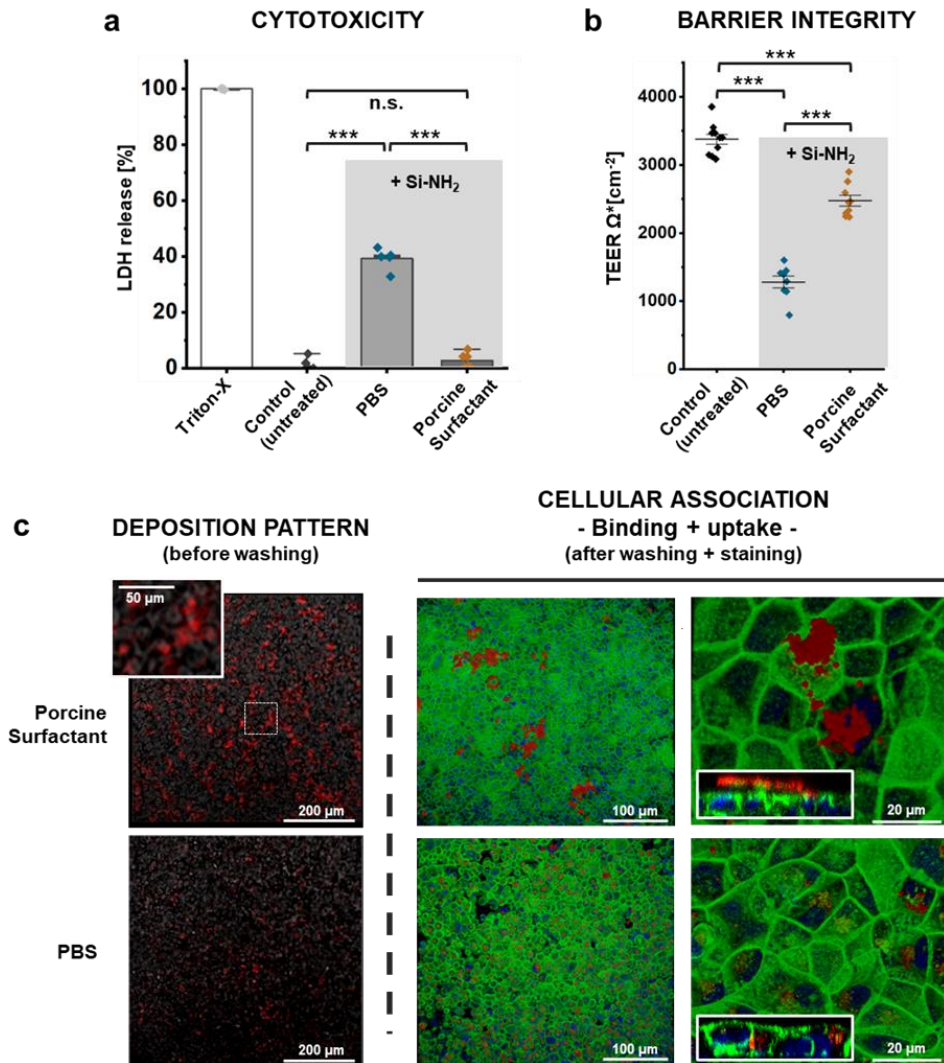 a
CYTOTOXICITY
LDH release [%]
100
80
60
40
20
0
n.s.
***
***
+ Si-NH₂
Triton-X
Control
(untreated)
PBS
Porcine
Surfactant
b
BARRIER INTEGRITY
TEER Ω*[cm⁻²]
4000
3000
2000
1000
0
***
***
***
+ Si-NH₂
Control
(untreated)
PBS
Porcine
Surfactant
c
DEPOSITION PATTERN
(before washing)
CELLULAR ASSOCIATION
- Binding + uptake -
(after washing + staining)
Porcine
Surfactant
50 µm
200 µm
100 µm
20 µm
PBS
200 µm
100 µm
20 µm